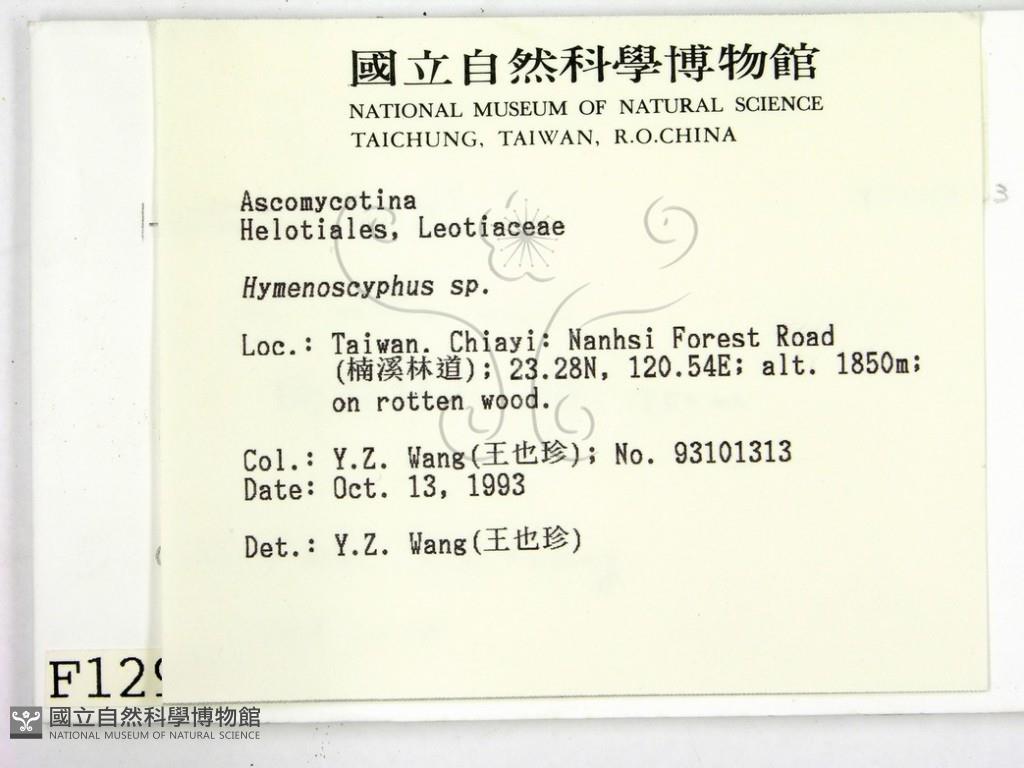 國立自然科學博物館
NATIONAL MUSEUM OF NATURAL SCIENCE
TAICHUNG, TAIWAN, R.O.CHINA
Ascomycotina
Helotiales, Leotiaceae
Hymenoscyphus sp.
Loc.: Taiwan. Chiayi: Nanhsi Forest Road
(楠溪林道); 23.28N, 120.54E; alt. 1850m;
on rotten wood.
Col.: Y.Z. Wang(王也珍); No. 93101313
Date: Oct. 13, 1993
Det.: Y.Z. Wang(王也珍)
國立自然科學博物館
NATIONAL MUSEUM OF NATURAL SCIENCE